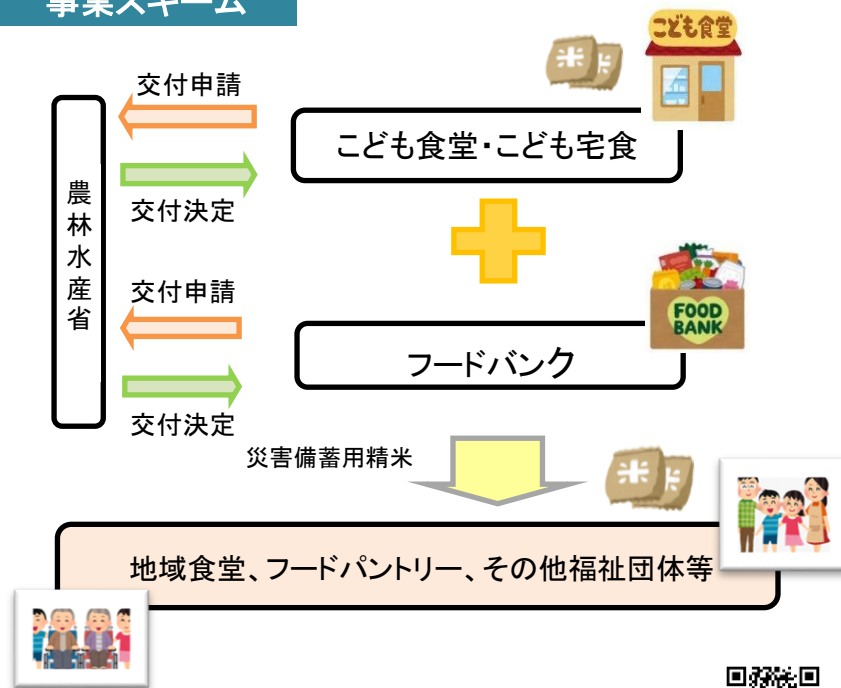 事業スキーム
こども食堂
米
米
交付申請
こども食堂・こども宅食
農林水産省
交付決定
交付申請
FOOD
BANK
フードバンク
交付決定
災害備蓄用精米
米
米
地域食堂、フードパントリー、その他福祉団体等